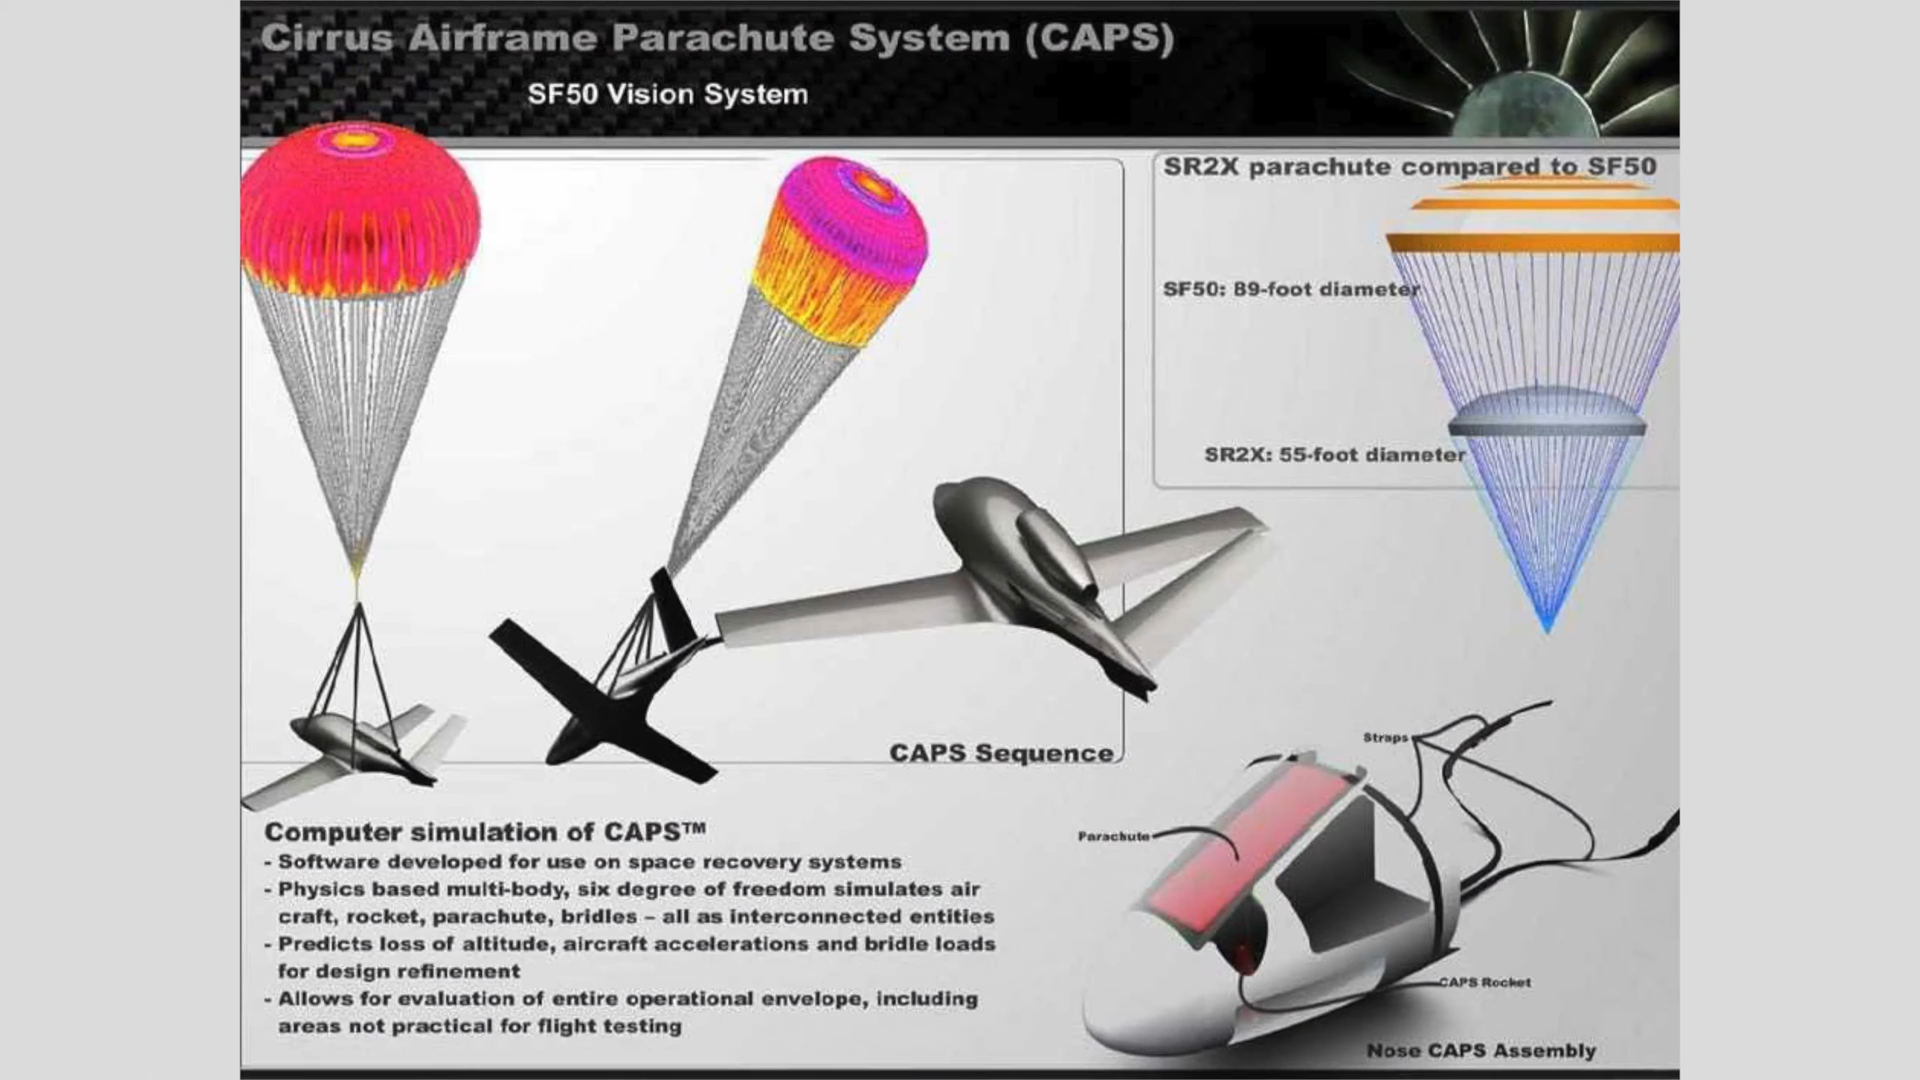 Cirrus Airframe Parachute System (CAPS)
SF50 Vision System
SR2X parachute compared to SF50
SF50: 89-foot diameter
SR2X: 55-foot diameter
CAPS Sequence
Computer simulation of CAPS™
- Software developed for use on space recovery systems
- Physics based multi-body, six degree of freedom simulates air
craft, rocket, parachute, bridles – all as interconnected entities
- Predicts loss of altitude, aircraft accelerations and bridle loads
for design refinement
- Allows for evaluation of entire operational envelope, including
areas not practical for flight testing
Straps
Parachute
CAPS Rocket
Nose CAPS Assembly